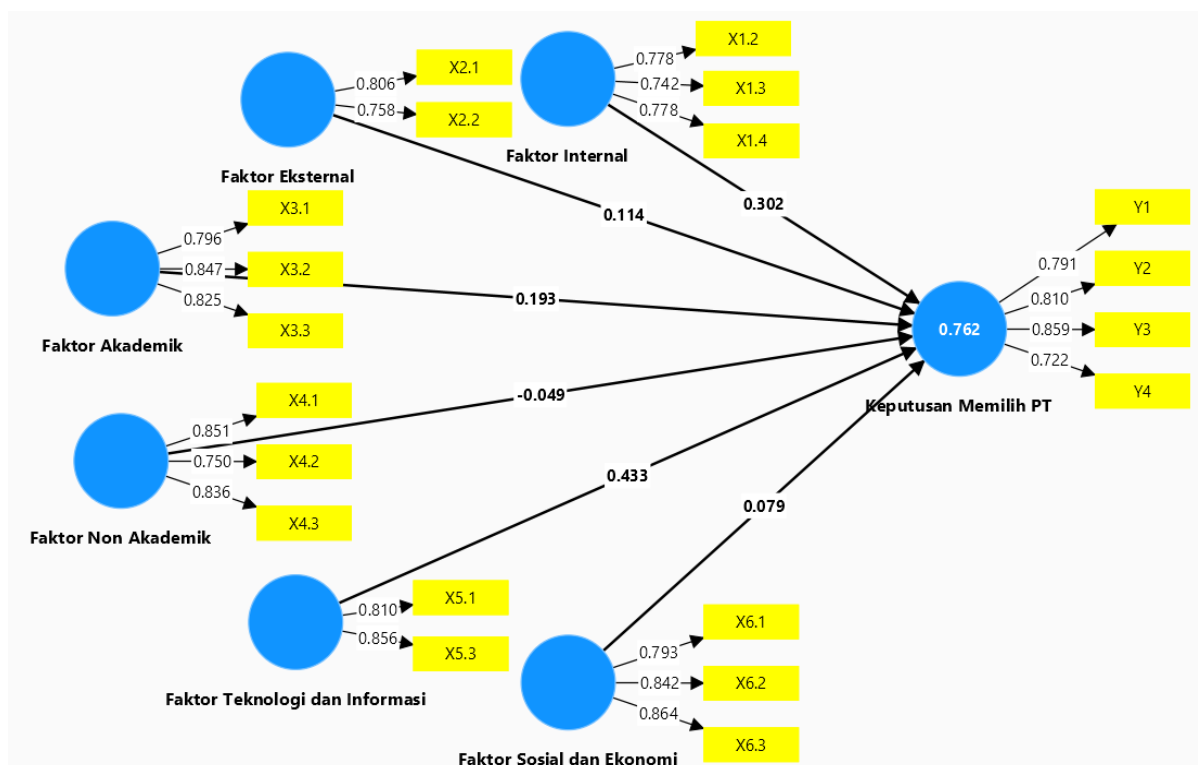 X1.2
0.778
X2.1
0.806
X1.3
0.742
0.758
X2.2
0.778
X1.4
Faktor Internal
Faktor Eksternal
X3.1
0.302
Y1
0.114
0.796
0.791
X3.2
0.847
Y2
0.810
0.193
0.825
X3.3
0.762
0.859
Y3
Faktor Akademik
0.722
Y4
X4.1
-0.049
Keputusan Memilih PT
0.851
X4.2
0.750
0.433
0.836
0.079
X4.3
Faktor Non Akademik
X5.1
0.810
X6.1
0.856
X5.3
0.793
X6.2
0.842
Faktor Teknologi dan Informasi
0.864
X6.3
Faktor Sosial dan Ekonomi